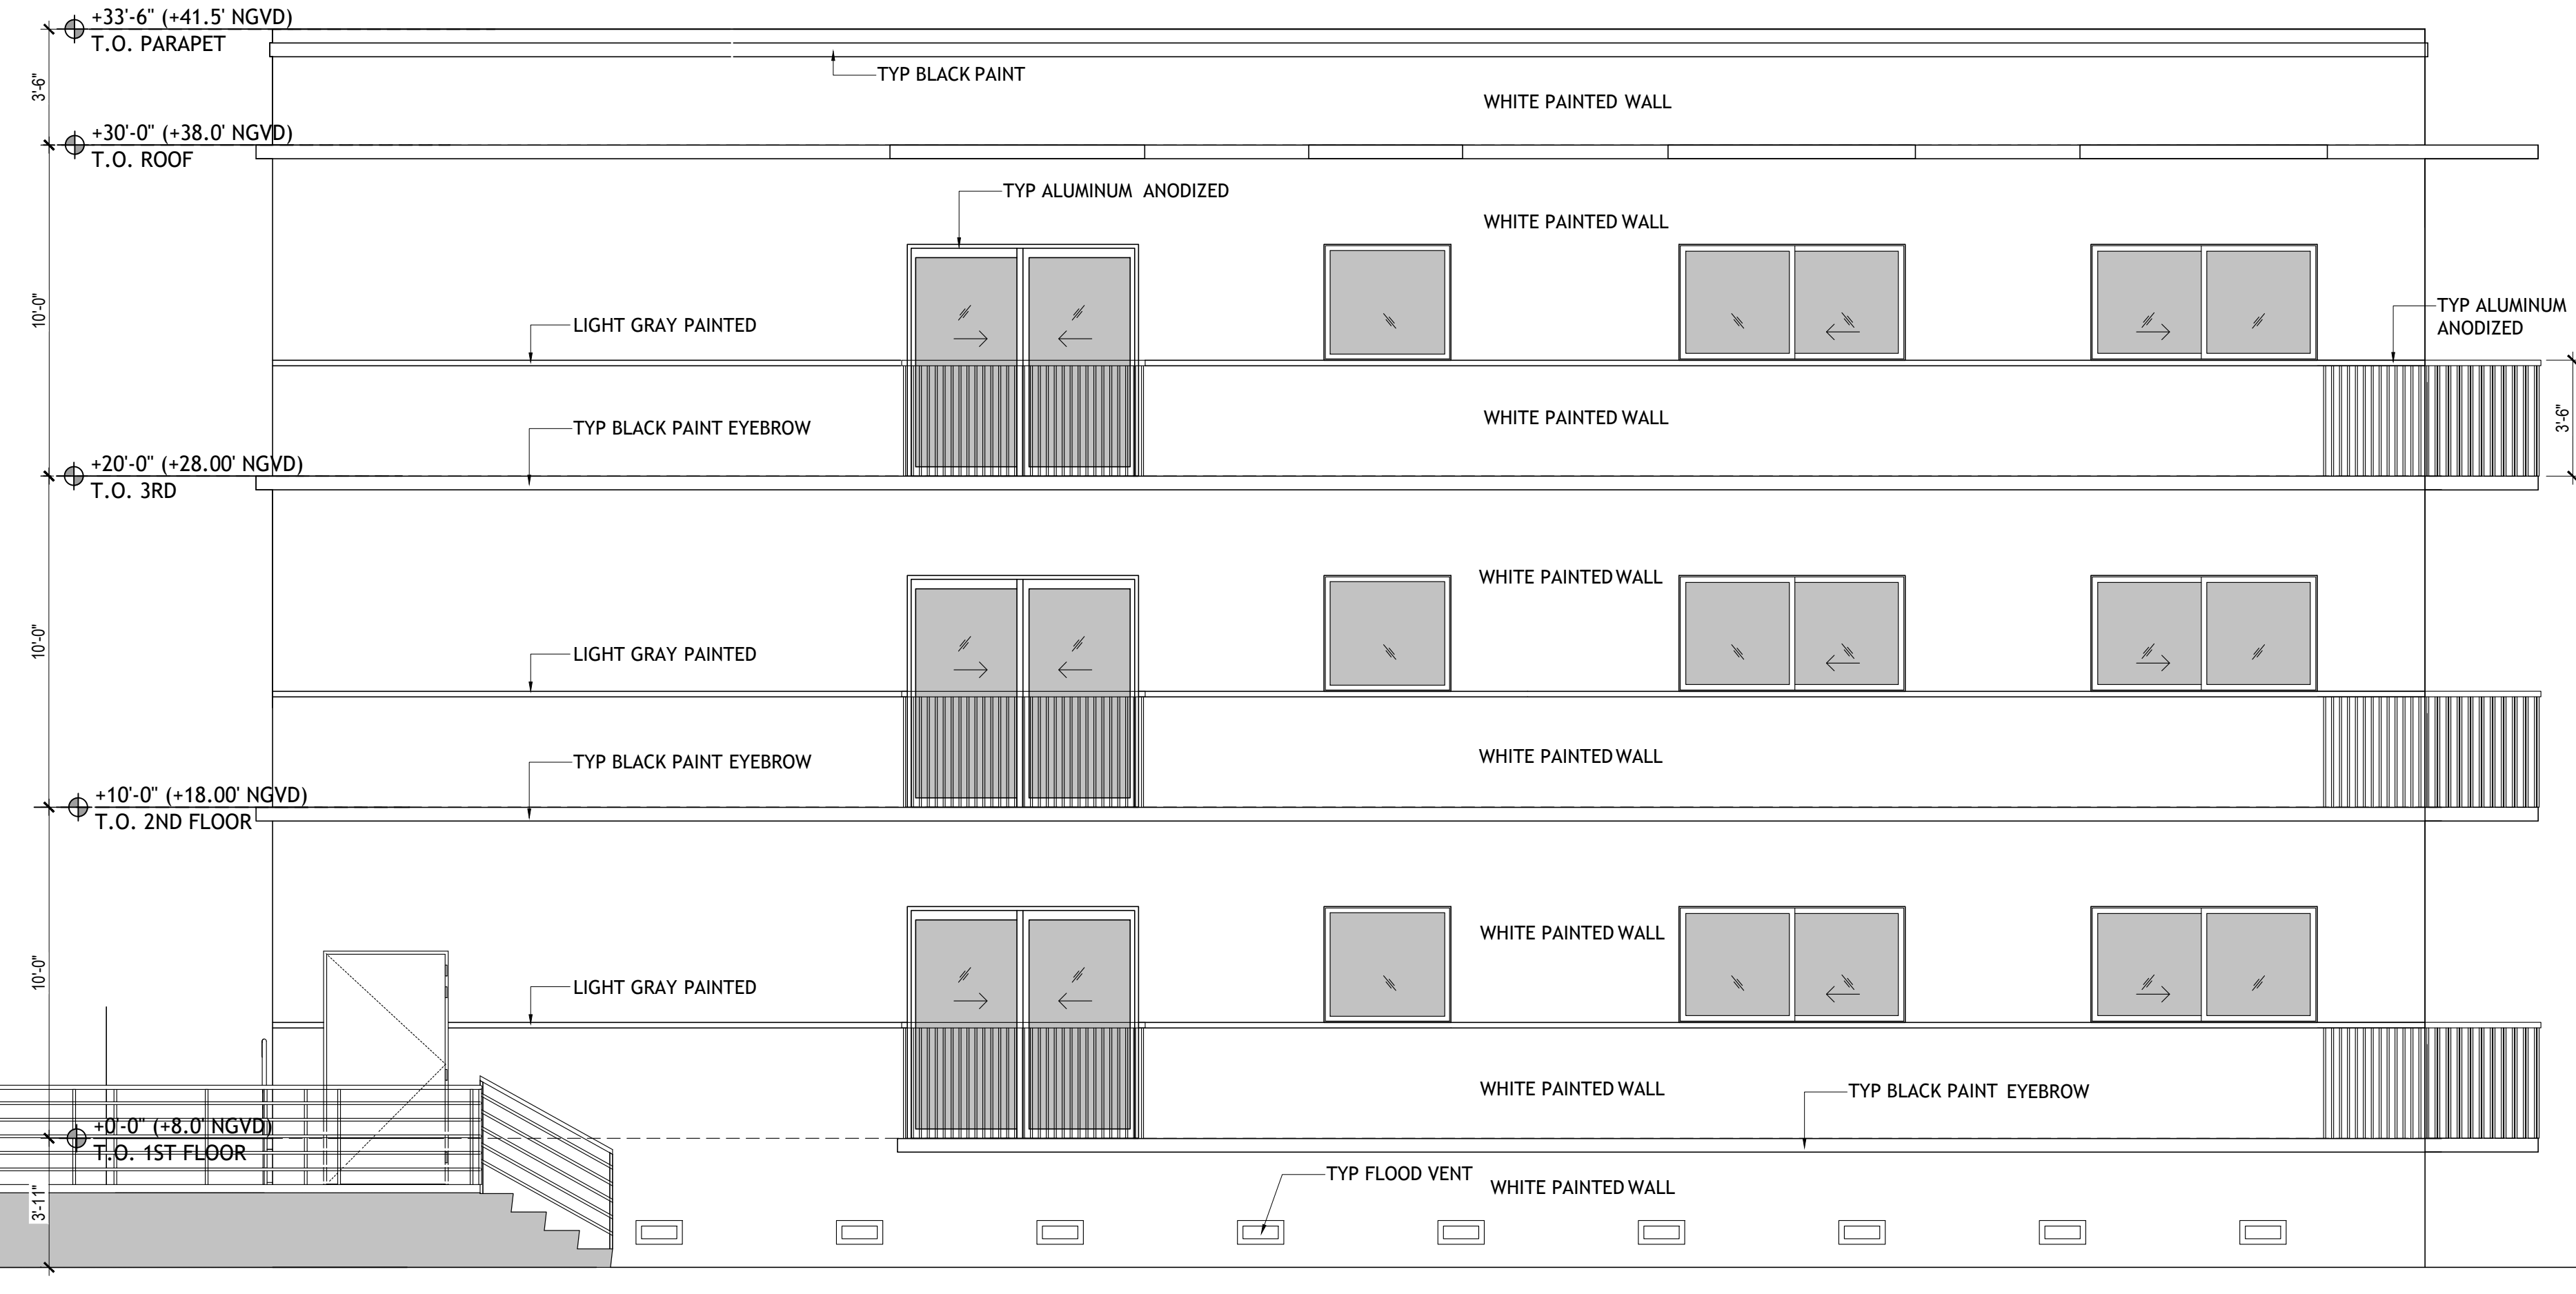 +33'-6" (+41.5' NGVD)
T.O. PARAPET
TYP BLACK PAINT
3'-6"
WHITE PAINTED WALL
+30'-0" (+38.0' NGVD)
T.O. ROOF
TYP ALUMINUM ANODIZED
WHITE PAINTED WALL
10'-0"
LIGHT GRAY PAINTED
TYP ALUMINUM
ANODIZED
TYP BLACK PAINT EYEBROW
WHITE PAINTED WALL
3'-6"
+20'-0" (+28.00' NGVD)
T.O. 3RD
WHITE PAINTED WALL
10'-0"
LIGHT GRAY PAINTED
TYP BLACK PAINT EYEBROW
WHITE PAINTED WALL
+10'-0" (+18.00' NGVD)
T.O. 2ND FLOOR
WHITE PAINTED WALL
10'-0"
LIGHT GRAY PAINTED
WHITE PAINTED WALL
TYP BLACK PAINT EYEBROW
+0'-0" (+8.0' NGVD)
T.O. 1ST FLOOR
3'-11"
TYP FLOOD VENT
WHITE PAINTED WALL